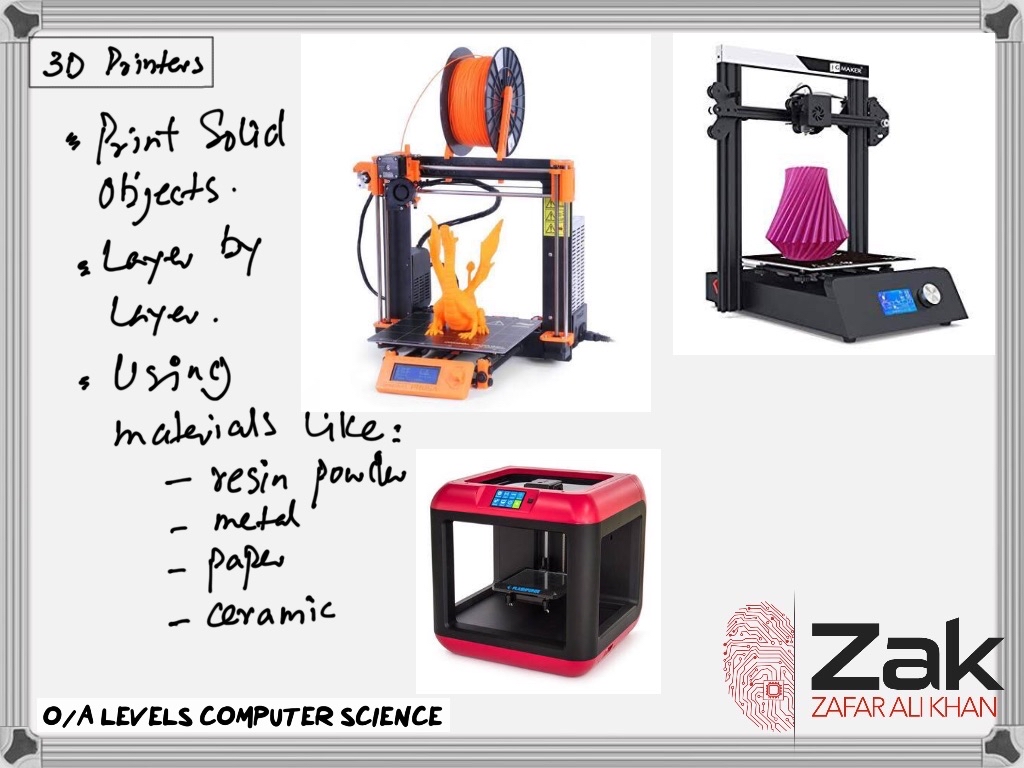 3D Printers
Print Solid
Objects.
Layer by
Layer.
Using
materials like:
– resin powder
– metal
– paper
– ceramic
MAKER
O/A LEVELS COMPUTER SCIENCE
Zak
ZAFAR ALI KHAN